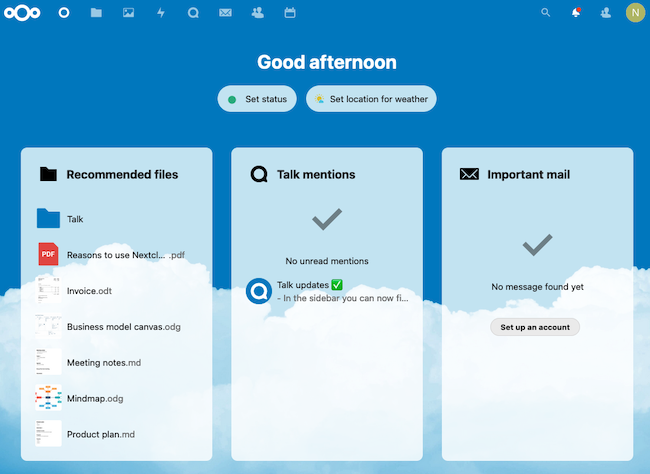 N
Good afternoon
Set status
Set location for weather
Recommended files
Talk
PDF
Reasons to use Nextcl... .pdf
Invoice.odt
Business model canvas.odg
Meeting notes.md
Mindmap.odg
Product plan.md
Talk mentions
No unread mentions
Talk updates ✅
- In the sidebar you can now fi...
Important mail
No message found yet
Set up an account